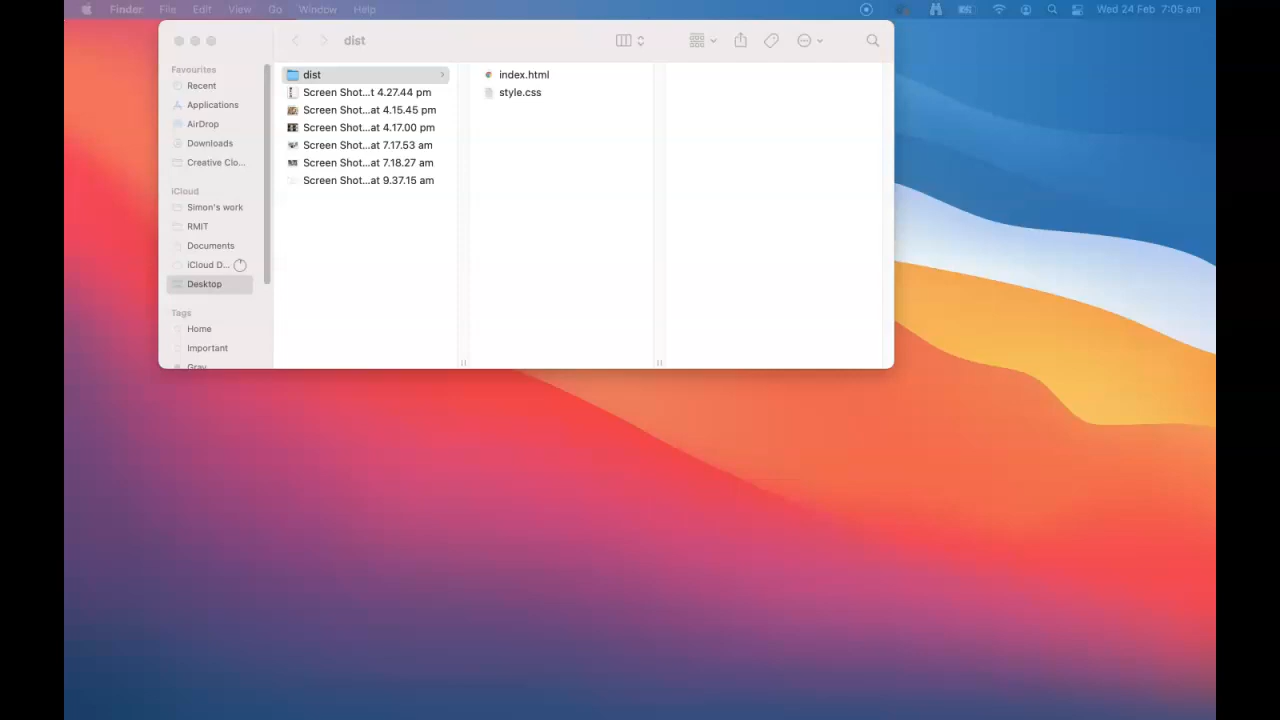 Finder File Edit View Go Window Help Wed 24 Feb 7:05 am
dist
Favourites
Recent
Applications
AirDrop
Downloads
Creative Clo...
iCloud
Simon's work
RMIT
Documents
iCloud D...
Desktop
Tags
Home
Important
Gray
dist
Screen Shot...t 4.27.44 pm
Screen Shot...at 4.15.45 pm
Screen Shot...at 4.17.00 pm
Screen Shot...at 7.17.53 am
Screen Shot...at 7.18.27 am
Screen Shot...at 9.37.15 am
index.html
style.css